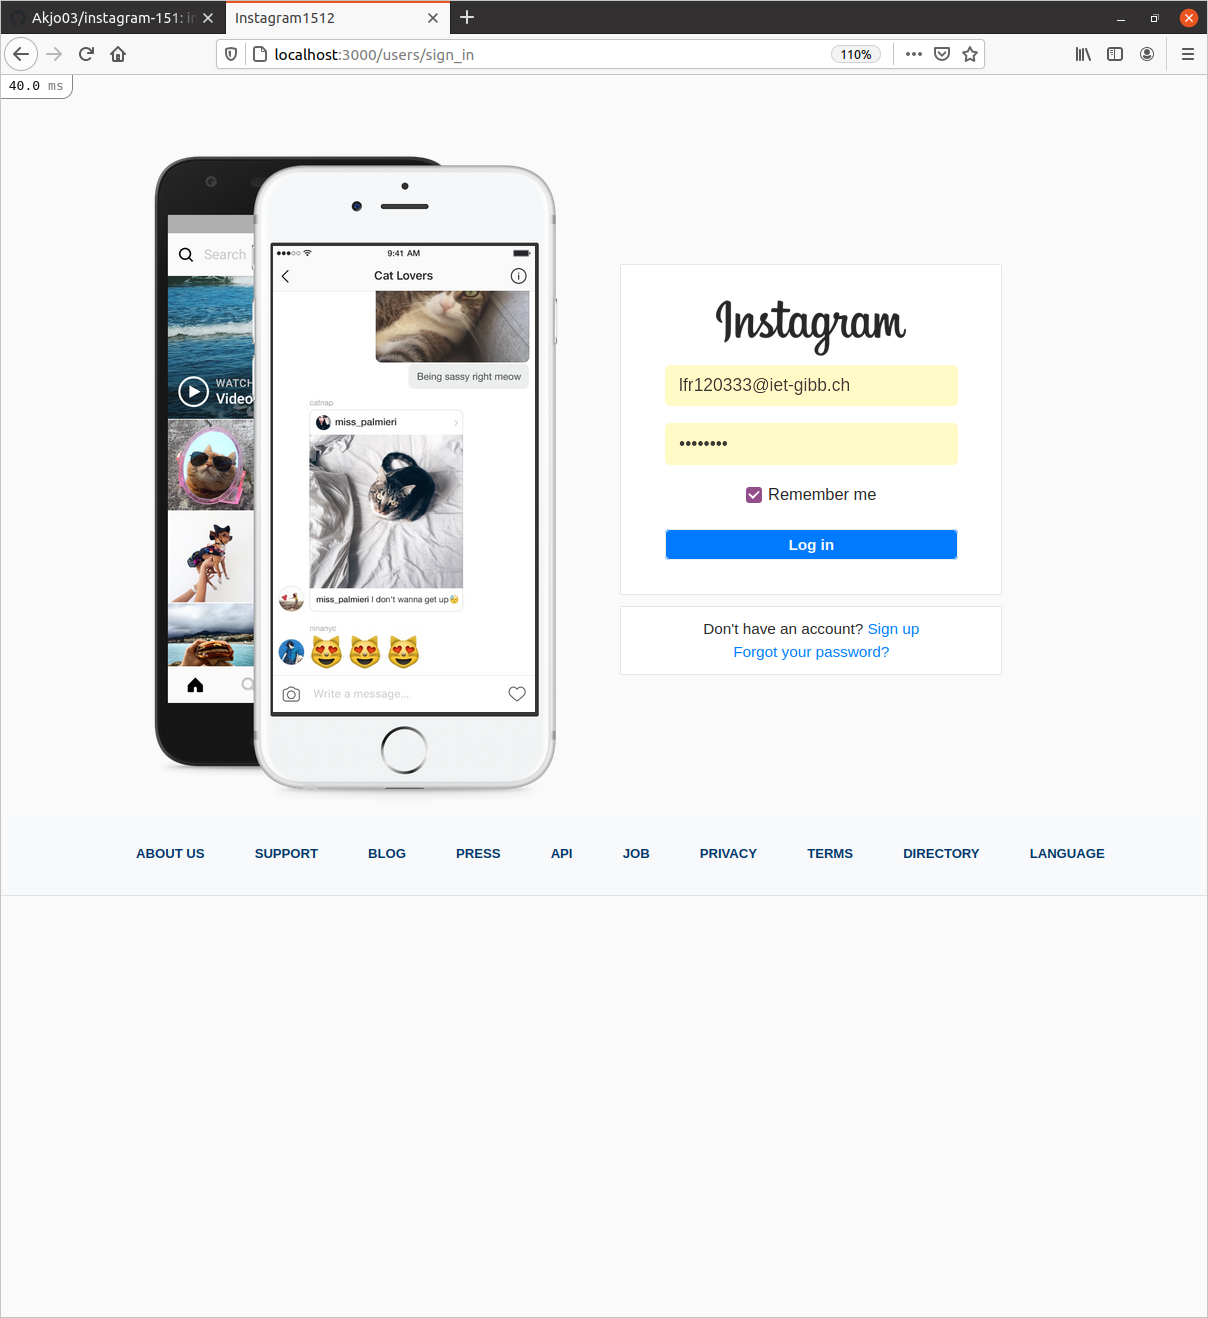 Akjo03/instagram-151: in
Instagram1512
localhost:3000/users/sign_in
110%
40.0 ms
Search
WATCH
Video
9:41 AM
Cat Lovers
Being sassy right meow
catnap
miss_palmieri
miss_palmieri I don't wanna get up😴
ninanyc
😻😻😻
Write a message...
Instagram
lfr120333@iet-gibb.ch
••••••••
Remember me
Log in
Don't have an account? Sign up
Forgot your password?
ABOUT US SUPPORT BLOG PRESS API JOB PRIVACY TERMS DIRECTORY LANGUAGE